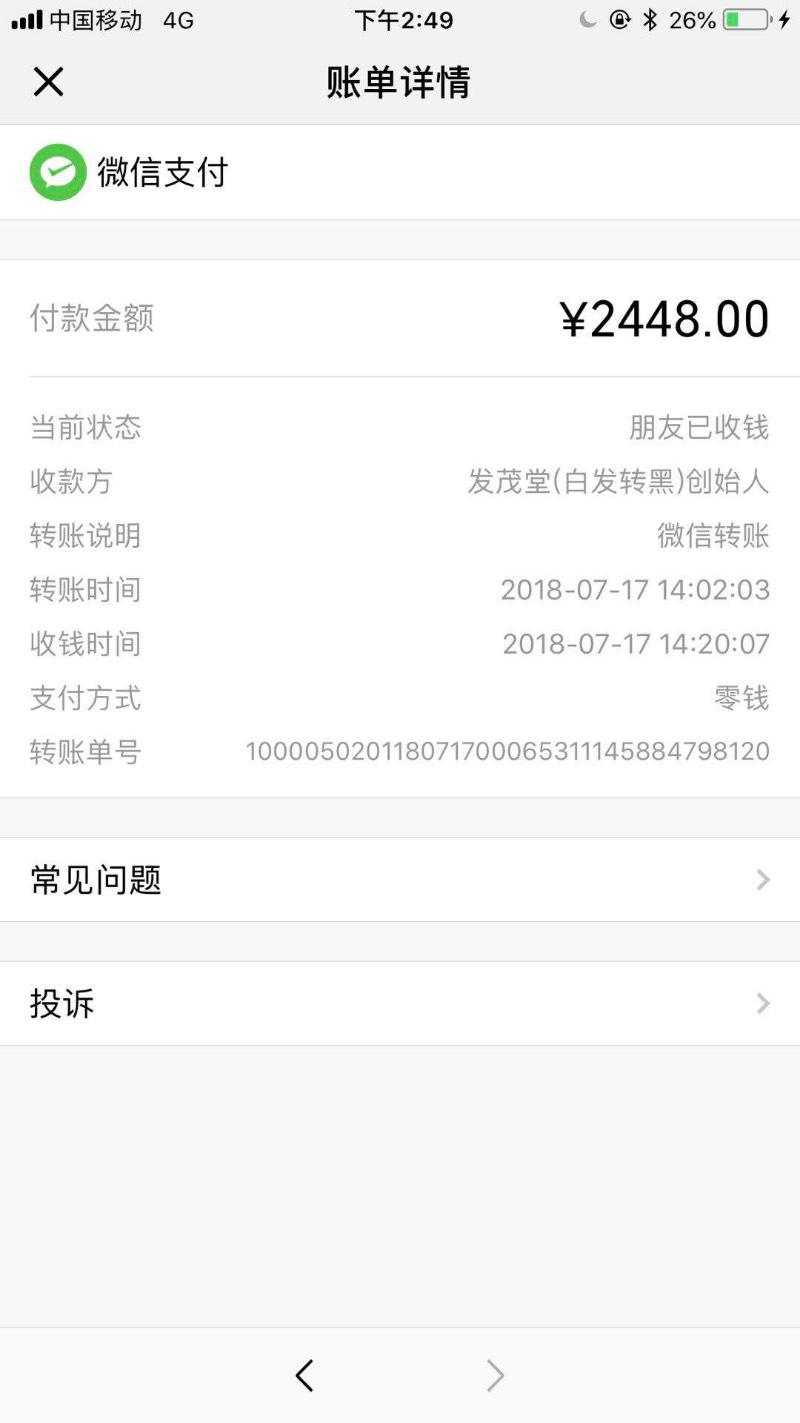 中国移动 4G 下午2:49 26%
账单详情
微信支付
付款金额 ¥2448.00
当前状态 朋友已收钱
收款方 发茂堂(白发转黑)创始人
转账说明 微信转账
转账时间 2018-07-17 14:02:03
收钱时间 2018-07-17 14:20:07
支付方式 零钱
转账单号 100005020118071700065311145884798120
常见问题
投诉